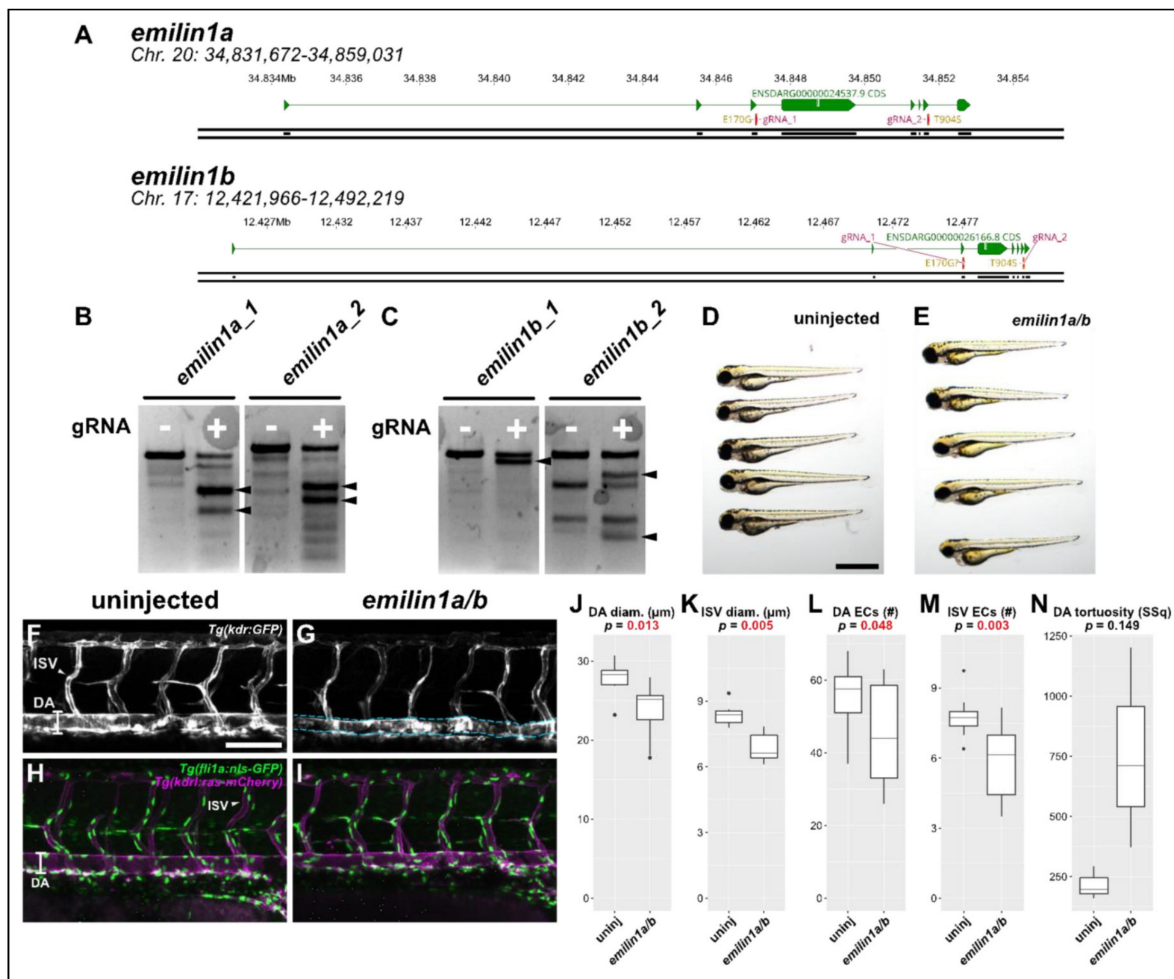 A
emilin1a
Chr. 20: 34,831,672-34,859,031
34.834Mb 34.836 34.838 34.840 34.842 34.844 34.846 34.848 34.850 34.852 34.854
ENSDARG00000024537.9 CDS
E170G gRNA_1 gRNA_2 T904S
emilin1b
Chr. 17: 12,421,966-12,492,219
12.427Mb 12.432 12.437 12.442 12.447 12.452 12.457 12.462 12.467 12.472 12.477
gRNA_1 ENSDARG00000026166.8 CDS gRNA_2
E170G? T904S
B
emilin1a_1
emilin1a_2
gRNA - + - +
C
emilin1b_1
emilin1b_2
gRNA - + - +
D
uninjected
E
emilin1a/b
uninjected
emilin1a/b
F
Tg(kdr:GFP)
ISV
DA
G
H
Tg(fli1a:nls-GFP)
Tg(kdrl:ras-mCherry)
ISV
DA
I
J
DA diam. (µm)
p = 0.013
30
20
10
0
uninj
emilin1a/b
K
ISV diam. (µm)
p = 0.005
9
6
3
0
uninj
emilin1a/b
L
DA ECs (#)
p = 0.048
60
40
20
0
uninj
emilin1a/b
M
ISV ECs (#)
p = 0.003
9
6
3
0
uninj
emilin1a/b
N
DA tortuosity (SSq)
p = 0.149
1250
1000
750
500
250
uninj
emilin1a/b